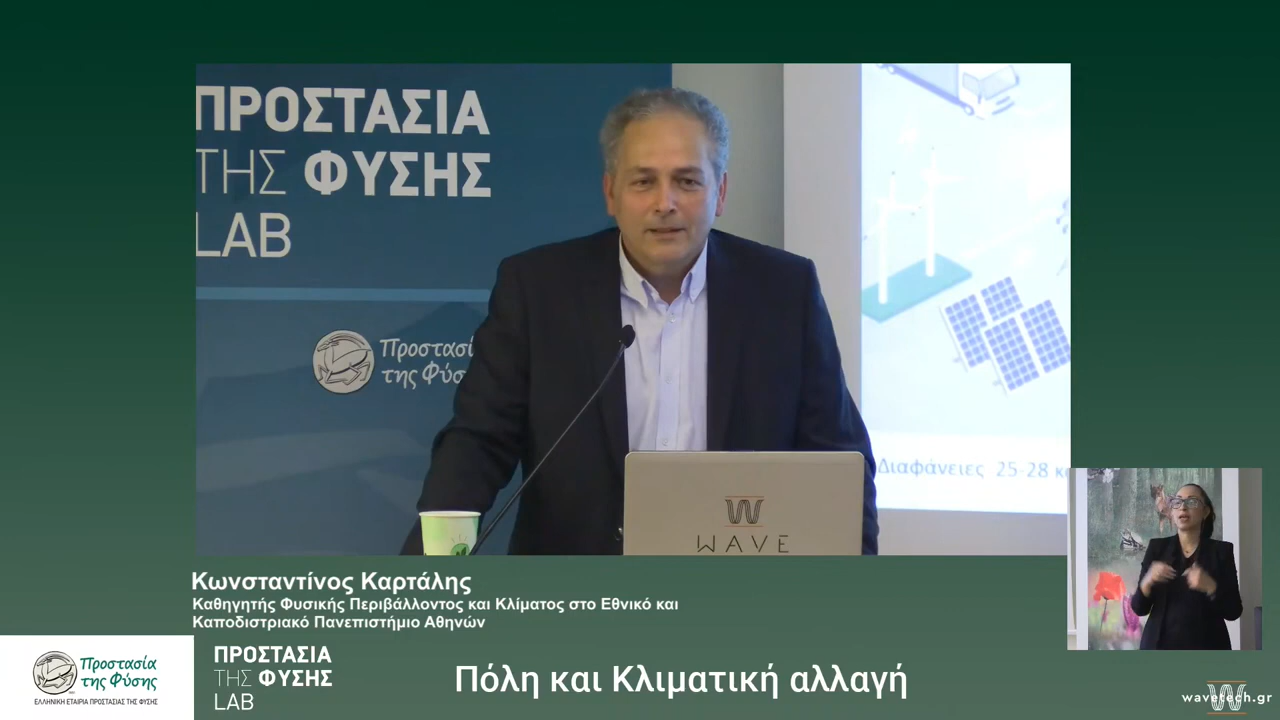 ΠΡΟΣΤΑΣΙΑ
ΤΗΣ ΦΥΣΗΣ
LAB
Προστασί
της Φύσ
Διαφάνειες 25-28 κ
W
WAVE
Κωνσταντίνος Καρτάλης
Καθηγητής Φυσικής Περιβάλλοντος και Κλίματος στο Εθνικό και
Καποδιστριακό Πανεπιστήμιο Αθηνών
Προστασία
της Φύσης
ΕΛΛΗΝΙΚΗ ΕΤΑΙΡΙΑ ΠΡΟΣΤΑΣΙΑΣ ΤΗΣ ΦΥΣΗΣ
ΠΡΟΣΤΑΣΙΑ
ΤΗΣ ΦΥΣΗΣ
LAB
Πόλη και Κλιματική αλλαγή
wavetech.gr